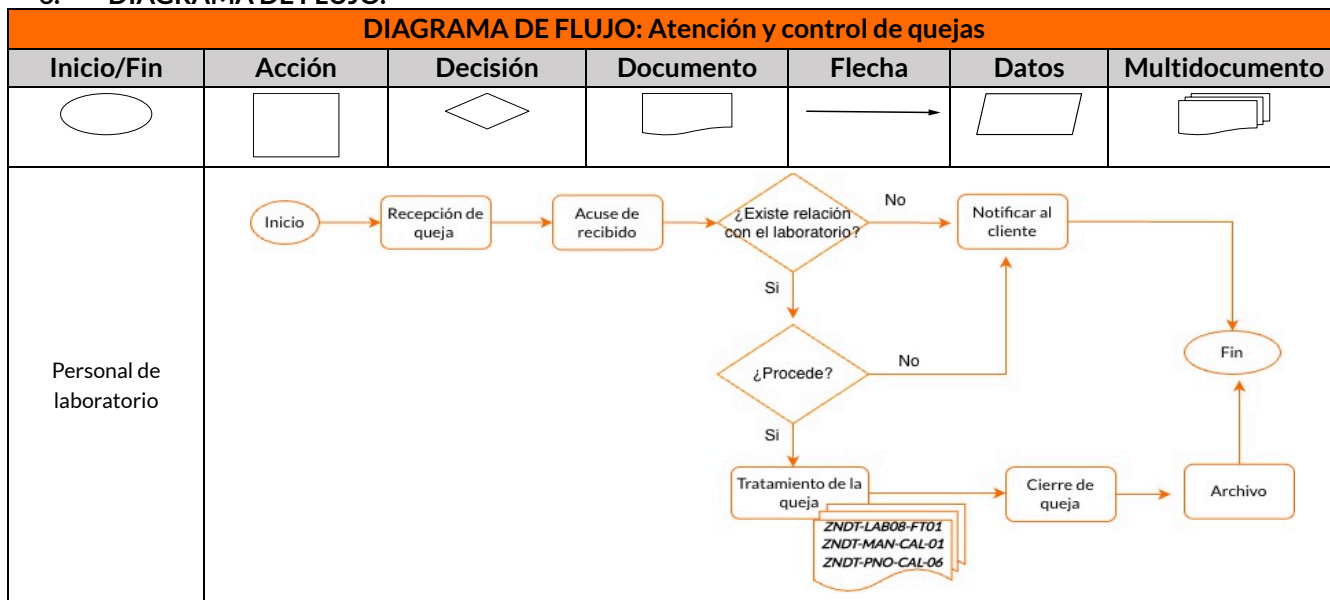 DIAGRAMA DE FLUJO: Atención y control de quejas
Inicio/Fin
Acción
Decisión
Documento
Flecha
Datos
Multidocumento
Personal de
laboratorio
Inicio
Recepción de
queja
Acuse de
recibido
¿Existe relación
con el laboratorio?
No
Notificar al
cliente
Si
¿Procede?
No
Fin
Si
Tratamiento de la
queja
ZNDT-LAB08-FT01
ZNDT-MAN-CAL-01
ZNDT-PNO-CAL-06
Cierre de
queja
Archivo